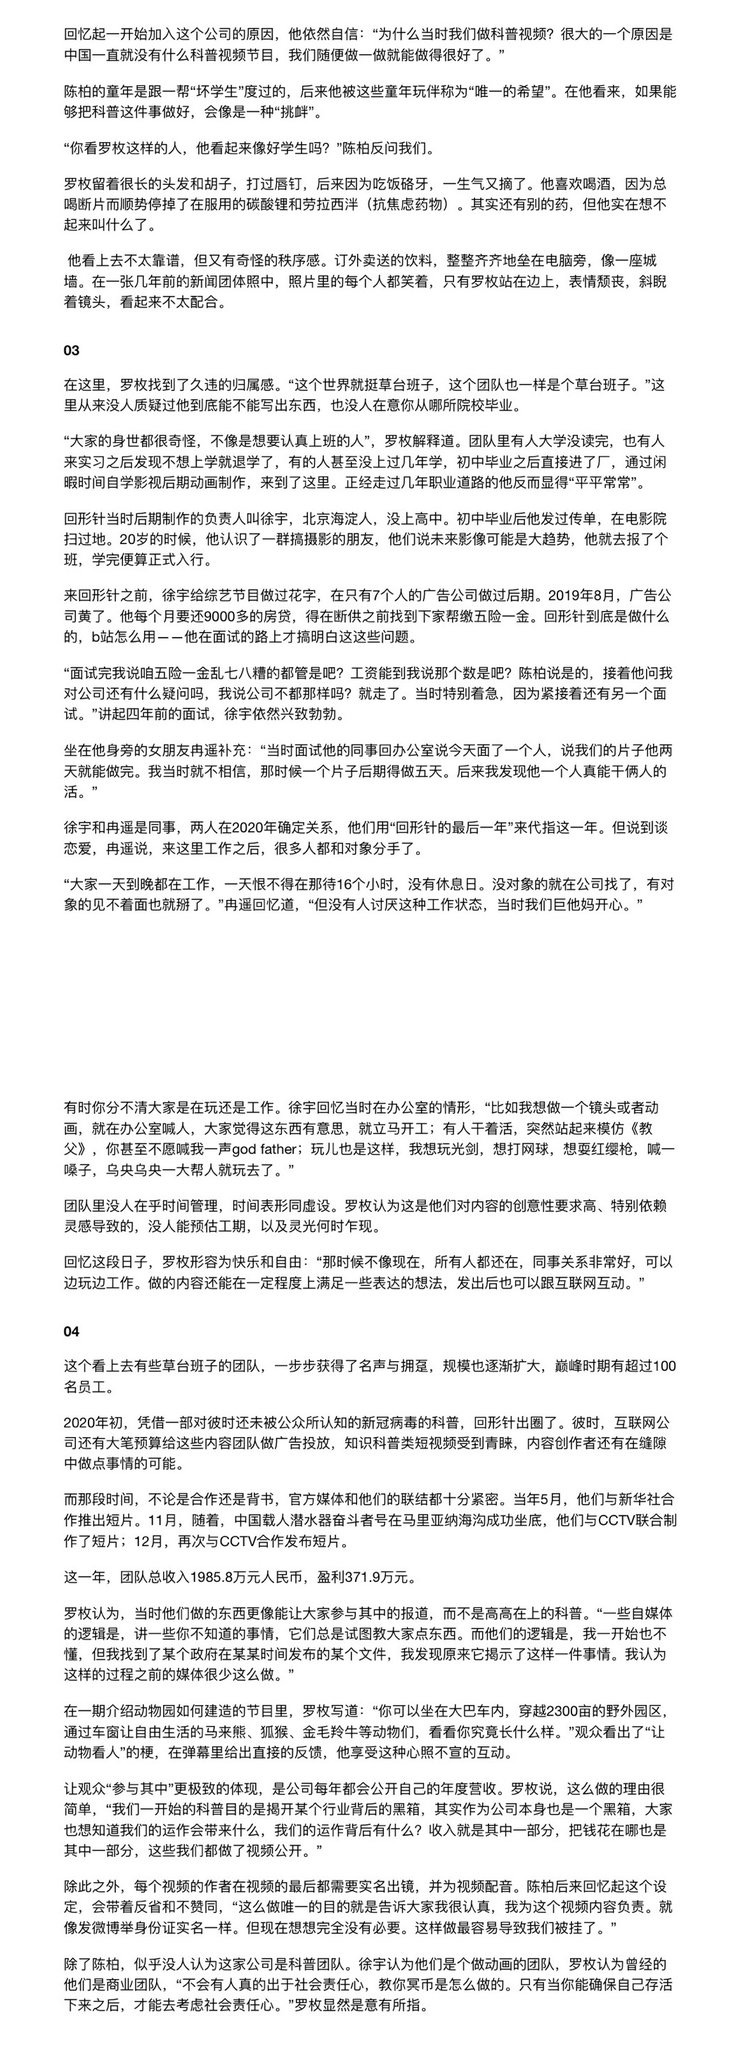 回忆起一开始加入这个公司的原因，他依然自信：“为什么当时我们做科普视频？很大的一个原因是
中国一直就没有什么科普视频节目，我们随便做一做就能做得很好了。”
陈柏的童年是跟一帮“环学生”度过的，后来他被这些童年玩伴称为“唯一的希望”。在他看来，如果能
够把科普这件事做好，会像是一种“挑衅”。
“你看罗枚这样的人，他看起来像好学生吗？”陈柏反问我们。
罗枚留着很长的头发和胡子，打过唇钉，后来因为吃饭硌牙，一生气又摘了。他喜欢喝酒，因为总
喝断片而顺势停掉了在服用的碳酸锂和劳拉西泮（抗焦虑药物）。其实还有别的药，但他实在想不
起来叫什么了。
他看上去不太靠谱，但又有奇怪的秩序感。订外卖送的饮料，整整齐齐地垒在电脑旁，像一座城
墙。在一张几年前的新闻团体照中，照片里的每个人都笑着，只有罗枚站在边上，表情颓丧，斜睨
着镜头，看起来不太配合。
03
在这里，罗枚找到了久违的归属感。“这个世界就挺草台班子，这个团队也一样是个草台班子。”这
里从来没人质疑过他到底能不能写出东西，也没人在意你从哪所院校毕业。
“大家的身世都很奇怪，不像是想要认真上班的人”，罗枚解释道。团队里有人大学没读完，也有人
来实习之后发现不想上学就退学了，有的人甚至没上过几年学，初中毕业之后直接进了厂，通过闲
暇时间自学影视后期动画制作，来到了这里。正经走过几年职业道路的他反而显得“平平常常”。
回形针当时后期制作的负责人叫徐宇，北京海淀人，没上高中。初中毕业后他发过传单，在电影院
扫过地。20岁的时候，他认识了一群搞摄影的朋友，他们说未来影像可能是大趋势，他就去报了个
班，学完便算正式入行。
来回形针之前，徐宇给综艺节目做过花字，在只有7个人的广告公司做过后期。2019年8月，广告公
司黄了。他每个月要还9000多的房贷，得在断供之前找到下家帮缴五险一金。回形针到底是做什么
的，b站怎么用——他在面试的路上才搞明白这这些问题。
“面试完我说咱五险一金乱七八糟的都管是吧？工资能到我说那个数是吧？陈柏说是的，接着他问我
对公司还有什么疑问吗，我说公司不都那样吗？就走了。当时特别着急，因为紧接着还有另一个面
试。”讲起四年前的面试，徐宇依然兴致勃勃。
坐在他身旁的女朋友冉遥补充：“当时面试他的同事回办公室说今天面了一个人，说我们的片子他两
天就能做完。我当时就不相信，那时候一个片子后期得做五天。后来我发现他一个人真能干俩人的
活。”
徐宇和冉遥是同事，两人在2020年确定关系，他们用“回形针的最后一年”来代指这一年。但说到谈
恋爱，冉遥说，来这里工作之后，很多人都和对象分手了。
“大家一天到晚都在工作，一天恨不得在那待16个小时，没有休息日。没对象的就在公司找了，有对
象的见不着面也就掰了。”冉遥回忆道，“但没有人讨厌这种工作状态，当时我们巨他妈开心。”
有时你分不清大家是在玩还是工作。徐宇回忆当时在办公室的情形，“比如我想做一个镜头或者动
画，就在办公室喊人，大家觉得这东西有意思，就立马开工；有人干着活，突然站起来模仿《教
父》，你甚至不愿喊我一声god father；玩儿也是这样，我想玩光剑，想打网球，想耍红缨枪，喊一
嗓子，乌央乌央一大帮人就玩去了。”
团队里没人在乎时间管理，时间表形同虚设。罗枚认为这是他们对内容的创意性要求高、特别依赖
灵感导致的，没人能预估工期，以及灵光何时乍现。
回忆这段日子，罗枚形容为快乐和自由：“那时候不像现在，所有人都还在，同事关系非常好，可以
边玩边工作。做的内容还能在一定程度上满足一些表达的想法，发出后也可以跟互联网互动。”
04
这个看上去有些草台班子的团队，一步步获得了名声与拥趸，规模也逐渐扩大，巅峰时期有超过100
名员工。
2020年初，凭借一部对彼时还未被公众所认知的新冠病毒的科普，回形针出圈了。彼时，互联网公
司还有大笔预算给这些内容团队做广告投放，知识科普类短视频受到青睐，内容创作者还有在缝隙
中做点事情的可能。
而那段时间，不论是合作还是背书，官方媒体和他们的联结都十分紧密。当年5月，他们与新华社合
作推出短片。11月，随着，中国载人潜水器奋斗者号在马里亚纳海沟成功坐底，他们与CCTV联合制
作了短片；12月，再次与CCTV合作发布短片。
这一年，团队总收入1985.8万元人民币，盈利371.9万元。
罗枚认为，当时他们做的东西更像能让大家参与其中的报道，而不是高高在上的科普。“一些自媒体
的逻辑是，讲一些你不知道的事情，它们总是试图教大家点东西。而他们的逻辑是，我一开始也不
懂，但我找到了某个政府在某某时间发布的某个文件，我发现原来它揭示了这样一件事情。我认为
这样的过程之前的媒体很少这么做。”
在一期介绍动物园如何建造的节目里，罗枚写道：“你可以坐在大巴车内，穿越2300亩的野外园区，
通过车窗让自由生活的马来熊、狐猴、金毛羚牛等动物们，看看你究竟长什么样。”观众看出了“让
动物看人”的梗，在弹幕里给出直接的反馈，他享受这种心照不宣的互动。
让观众“参与其中”更极致的体现，是公司每年都会公开自己的年度营收。罗枚说，这么做的理由很
简单，“我们一开始的科普目的是揭开某个行业背后的黑箱，其实作为公司本身也是一个黑箱，大家
也想知道我们的运作会带来什么，我们的运作背后有什么？收入就是其中一部分，把钱花在哪也是
其中一部分，这些我们都做了视频公开。”
除此之外，每个视频的作者在视频的最后都需要实名出镜，并为视频配音。陈柏后来回忆起这个设
定，会带着反省和不赞同，“这么做唯一的目的就是告诉大家我很认真，我为这个视频内容负责。就
像发微博举身份证实名一样。但现在想想完全没有必要。这样做最容易导致我们被挂了。”
除了陈柏，似乎没人认为这家公司是科普团队。徐宇认为他们是个做动画的团队，罗枚认为曾经的
他们是商业团队，“不会有人真的出于社会责任心，教你冥币是怎么做的。只有当你能确保自己存活
下来之后，才能去考虑社会责任心。”罗枚显然是意有所指。